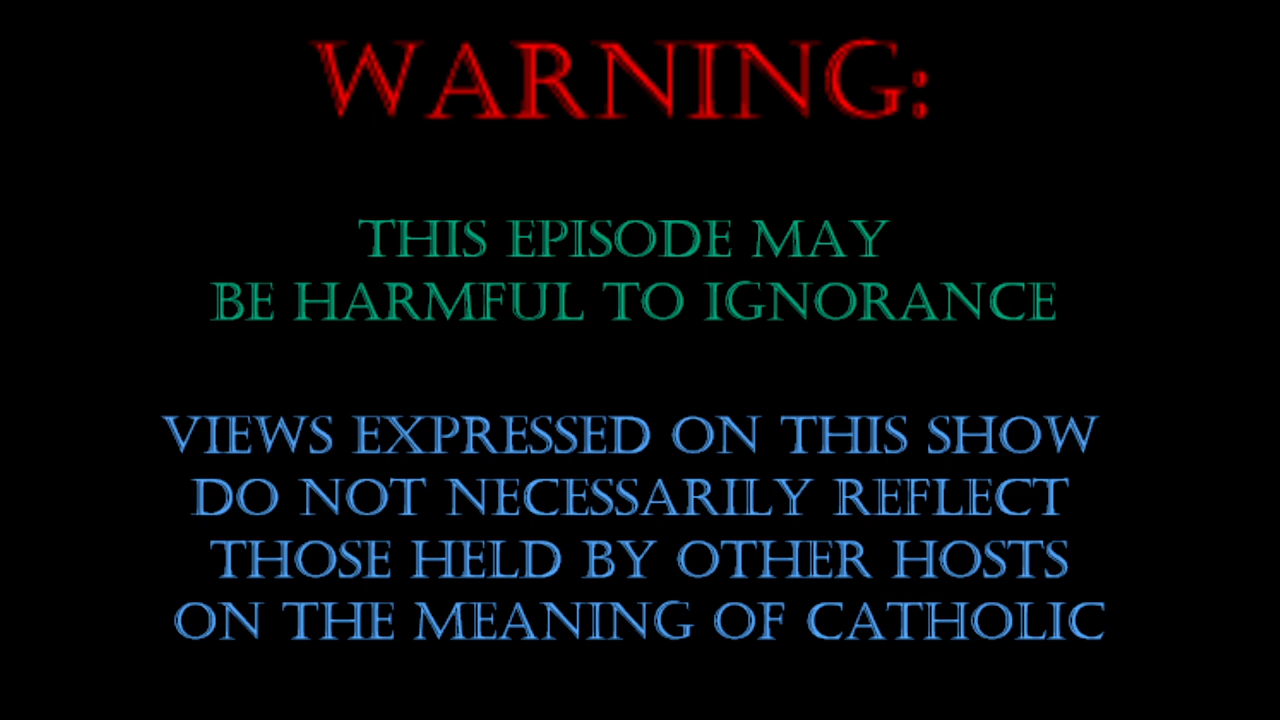 WARNING:
THIS EPISODE MAY
BE HARMFUL TO IGNORANCE
VIEWS EXPRESSED ON THIS SHOW
DO NOT NECESSARILY REFLECT
THOSE HELD BY OTHER HOSTS
ON THE MEANING OF CATHOLIC